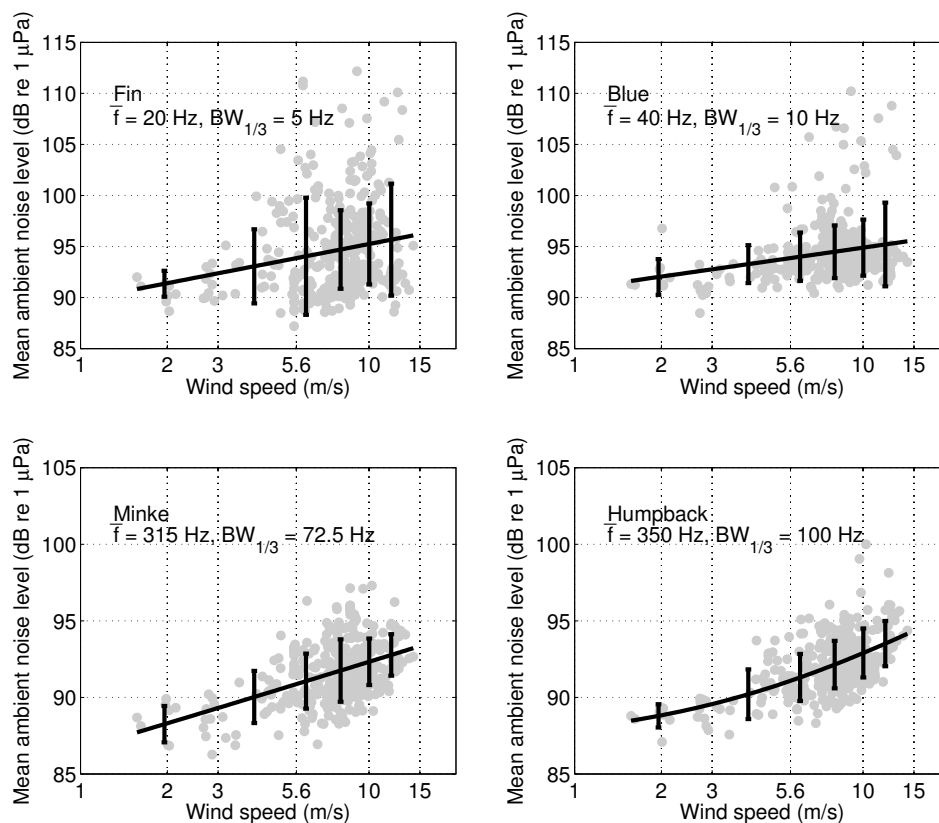 Mean ambient noise level (dB re 1 μPa)
115
110
105
100
95
90
85
Fin
f̅ = 20 Hz, BW1/3 = 5 Hz
1 2 3 5.6 10 15
Wind speed (m/s)
Mean ambient noise level (dB re 1 μPa)
115
110
105
100
95
90
85
Blue
f̅ = 40 Hz, BW1/3 = 10 Hz
1 2 3 5.6 10 15
Wind speed (m/s)
Mean ambient noise level (dB re 1 μPa)
105
100
95
90
85
Minke
f̅ = 315 Hz, BW1/3 = 72.5 Hz
1 2 3 5.6 10 15
Wind speed (m/s)
Mean ambient noise level (dB re 1 μPa)
105
100
95
90
85
Humpback
f̅ = 350 Hz, BW1/3 = 100 Hz
1 2 3 5.6 10 15
Wind speed (m/s)